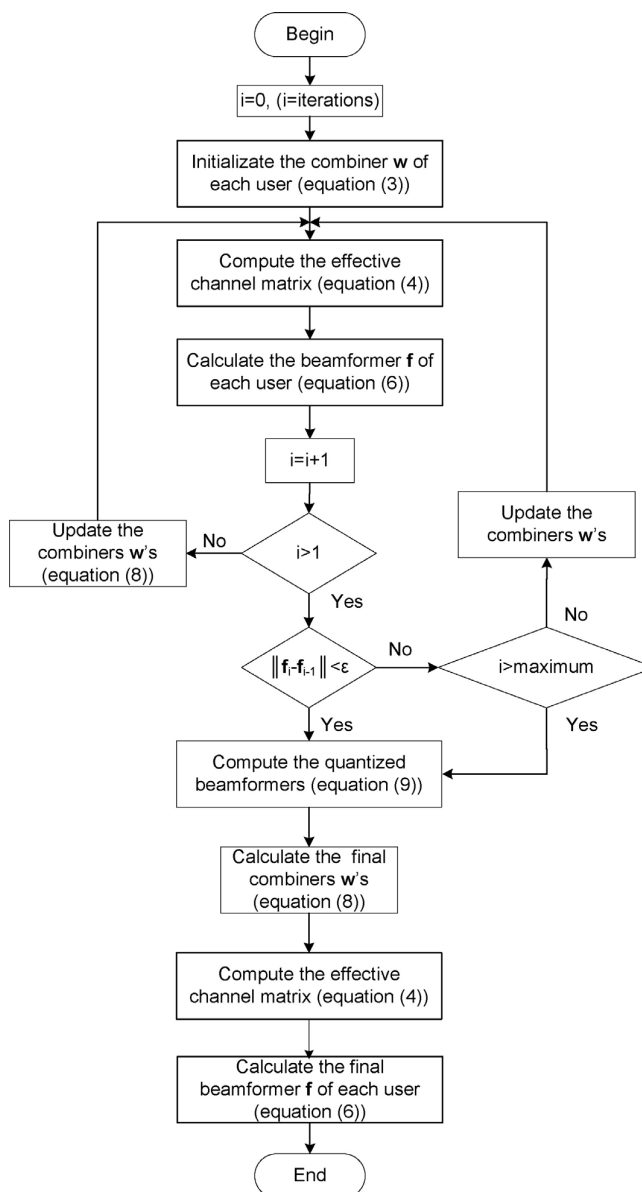 Begin
i=0, (i=iterations)
Initializate the combiner w of
each user (equation (3))
Compute the effective
channel matrix (equation (4))
Calculate the beamformer f of
each user (equation (6))
i=i+1
Update the
combiners w's
(equation (8))
No
i>1
Yes
Update the
combiners w's
No
‖fi-fi-1‖<ε
No
i>maximum
Yes
Yes
Compute the quantized
beamformers (equation (9))
Calculate the final
combiners w's
(equation (8))
Compute the effective
channel matrix (equation (4))
Calculate the final
beamformer f of each user
(equation (6))
End